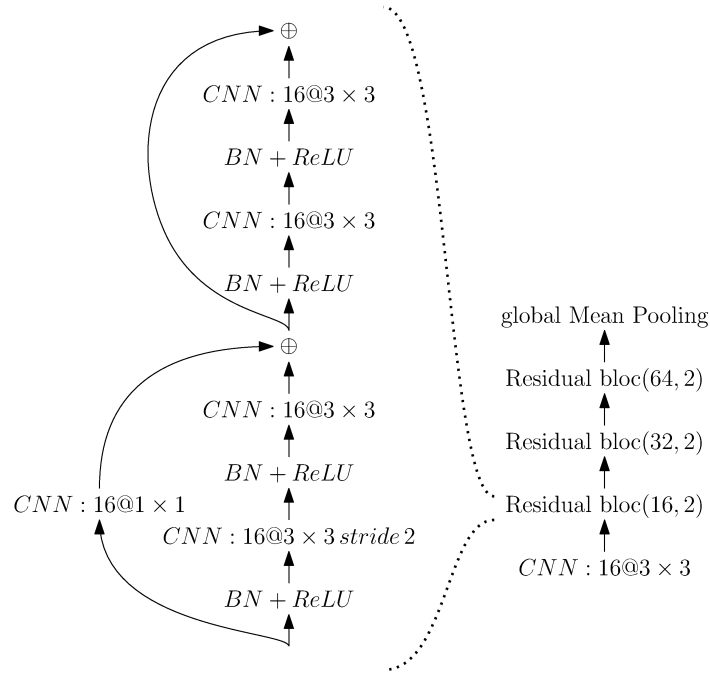 ⊕
CNN : 16@3 × 3
BN + ReLU
CNN : 16@3 × 3
BN + ReLU
⊕
CNN : 16@3 × 3
BN + ReLU
CNN : 16@1 × 1
CNN : 16@3 × 3 stride 2
BN + ReLU
global Mean Pooling
Residual bloc(64, 2)
Residual bloc(32, 2)
Residual bloc(16, 2)
CNN : 16@3 × 3